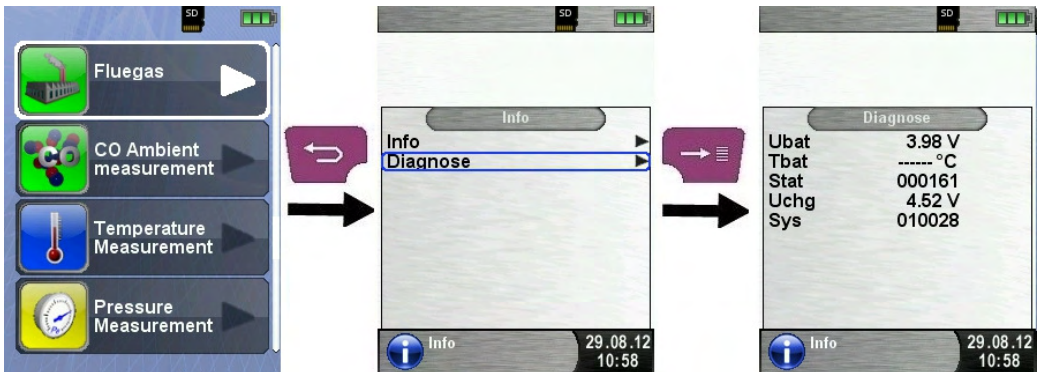 SD
Fluegas
CO
CO Ambient
measurement
Temperature
Measurement
Pressure
Measurement
SD
Info
Info
Diagnose
Info
29.08.12
10:58
SD
Diagnose
Ubat 3.98 V
Tbat ------ °C
Stat 000161
Uchg 4.52 V
Sys 010028
Info
29.08.12
10:58